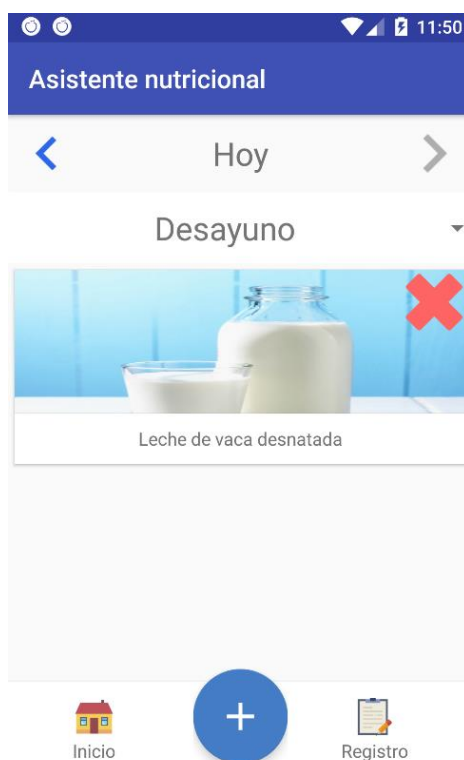 11:50
Asistente nutricional
Hoy
Desayuno
Leche de vaca desnatada
Inicio
Registro